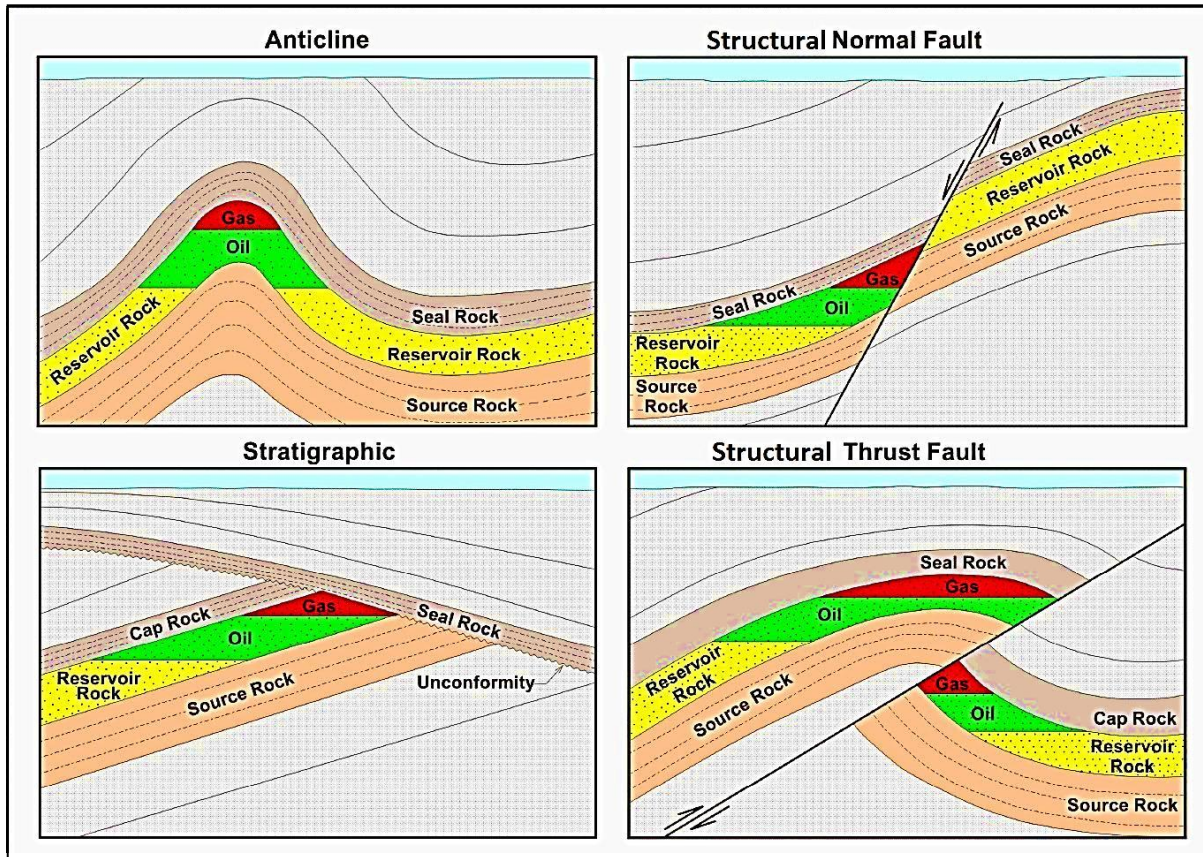 Anticline
Gas
Oil
Reservoir Rock
Seal Rock
Reservoir Rock
Source Rock
Structural Normal Fault
Seal Rock
Reservoir Rock
Source Rock
Gas
Seal Rock
Oil
Reservoir
Rock
Source
Rock
Stratigraphic
Gas
Cap Rock
Oil
Seal Rock
Reservoir
Rock
Source Rock
Unconformity
Structural Thrust Fault
Seal Rock
Gas
Oil
Reservoir
Rock
Source Rock
Gas
Oil
Cap Rock
Reservoir
Rock
Source Rock